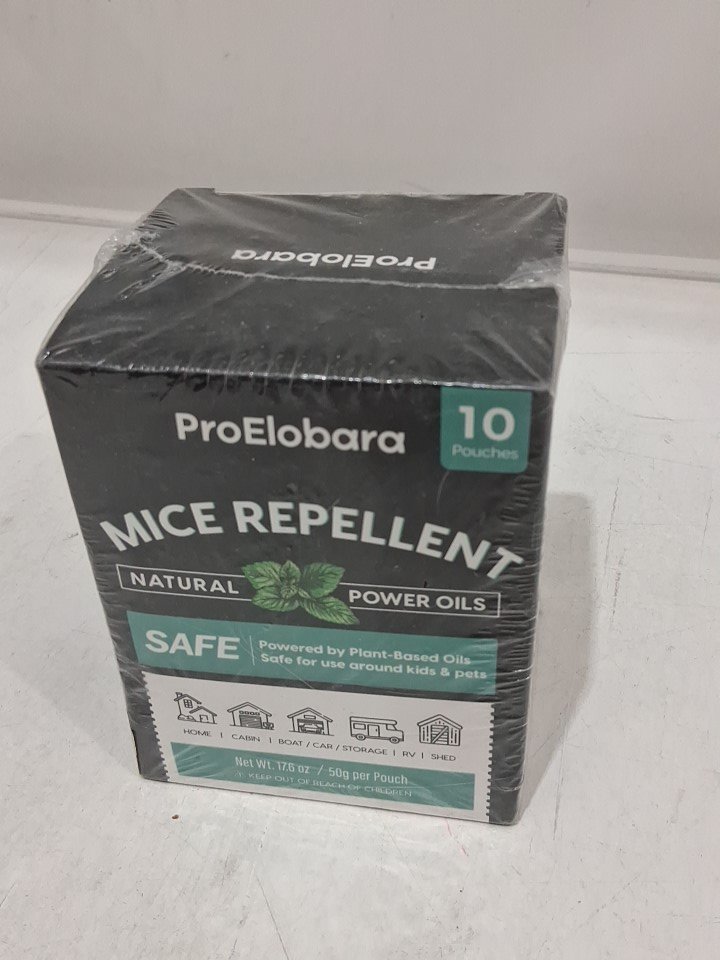 ProElobara
ProElobara
10
Pouches
MICE REPELLENT
NATURAL
POWER OILS
SAFE
Powered by Plant-Based Oils
Safe for use around kids & pets
HOME | CABIN | BOAT / CAR / STORAGE | RV | SHED
Net Wt. 17.6 oz / 50g per Pouch
KEEP OUT OF REACH OF CHILDREN